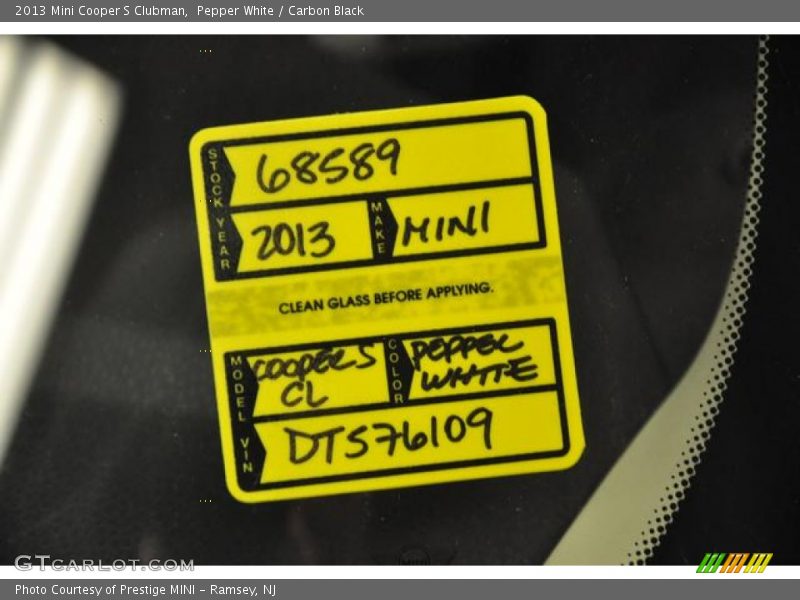 2013 Mini Cooper S Clubman,  Pepper White / Carbon Black
STOCK 68589
YEAR 2013 MAKE MINI
CLEAN GLASS BEFORE APPLYING.
MODEL COOPER S CL COLOR PEPPER WHITE
VIN DT576109
GTcarlot.com
Photo Courtesy of Prestige MINI – Ramsey, NJ